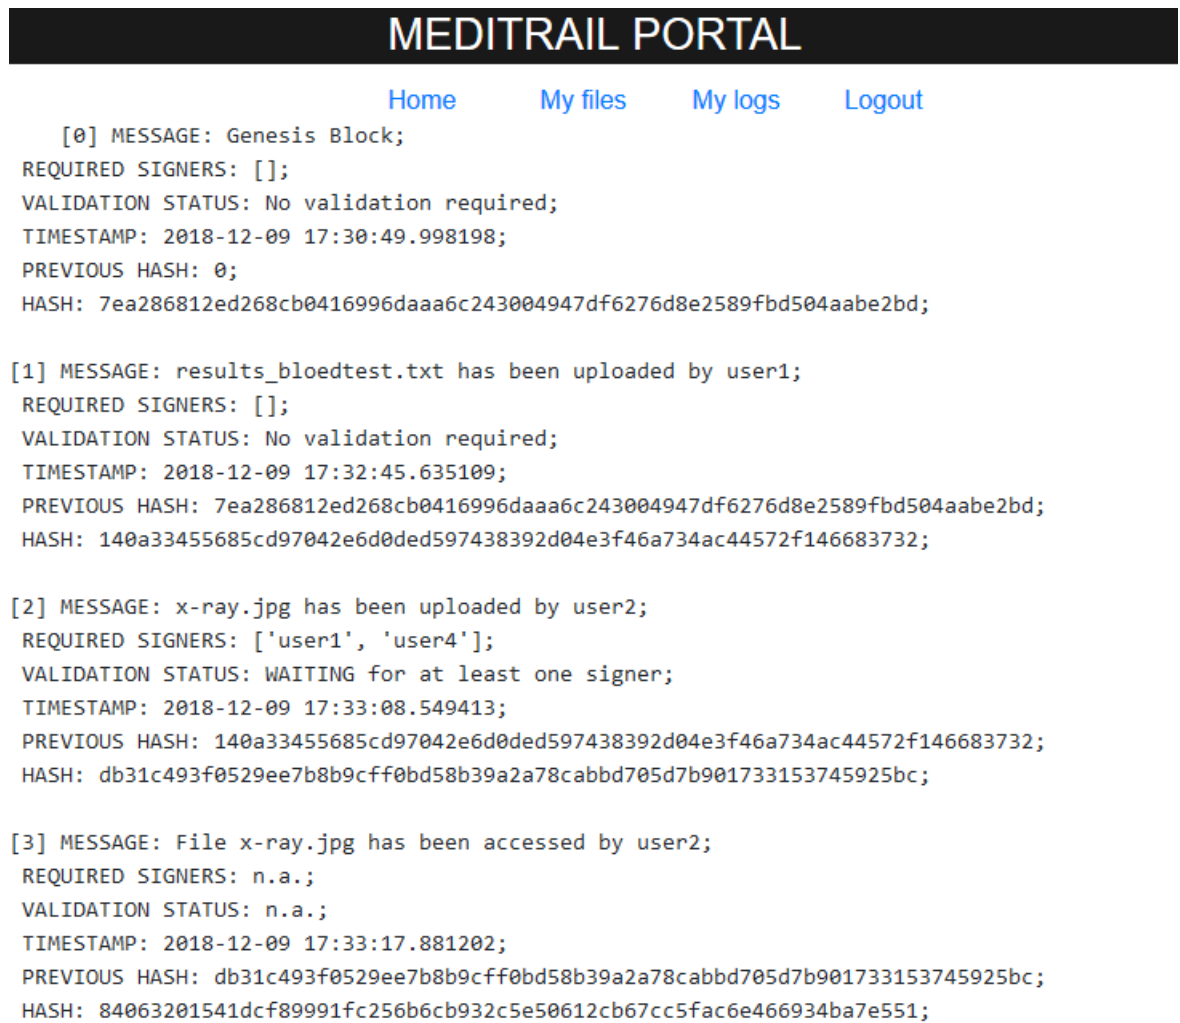 MEDITRAIL PORTAL
Home My files My logs Logout
[0] MESSAGE: Genesis Block;
REQUIRED SIGNERS: [];
VALIDATION STATUS: No validation required;
TIMESTAMP: 2018-12-09 17:30:49.998198;
PREVIOUS HASH: 0;
HASH: 7ea286812ed268cb0416996daaa6c243004947df6276d8e2589fbd504aabe2bd;
[1] MESSAGE: results_bloedtest.txt has been uploaded by user1;
REQUIRED SIGNERS: [];
VALIDATION STATUS: No validation required;
TIMESTAMP: 2018-12-09 17:32:45.635109;
PREVIOUS HASH: 7ea286812ed268cb0416996daaa6c243004947df6276d8e2589fbd504aabe2bd;
HASH: 140a33455685cd97042e6d0ded597438392d04e3f46a734ac44572f146683732;
[2] MESSAGE: x-ray.jpg has been uploaded by user2;
REQUIRED SIGNERS: ['user1', 'user4'];
VALIDATION STATUS: WAITING for at least one signer;
TIMESTAMP: 2018-12-09 17:33:08.549413;
PREVIOUS HASH: 140a33455685cd97042e6d0ded597438392d04e3f46a734ac44572f146683732;
HASH: db31c493f0529ee7b8b9cff0bd58b39a2a78cabbd705d7b901733153745925bc;
[3] MESSAGE: File x-ray.jpg has been accessed by user2;
REQUIRED SIGNERS: n.a.;
VALIDATION STATUS: n.a.;
TIMESTAMP: 2018-12-09 17:33:17.881202;
PREVIOUS HASH: db31c493f0529ee7b8b9cff0bd58b39a2a78cabbd705d7b901733153745925bc;
HASH: 84063201541dcf89991fc256b6cb932c5e50612cb67cc5fac6e466934ba7e551;